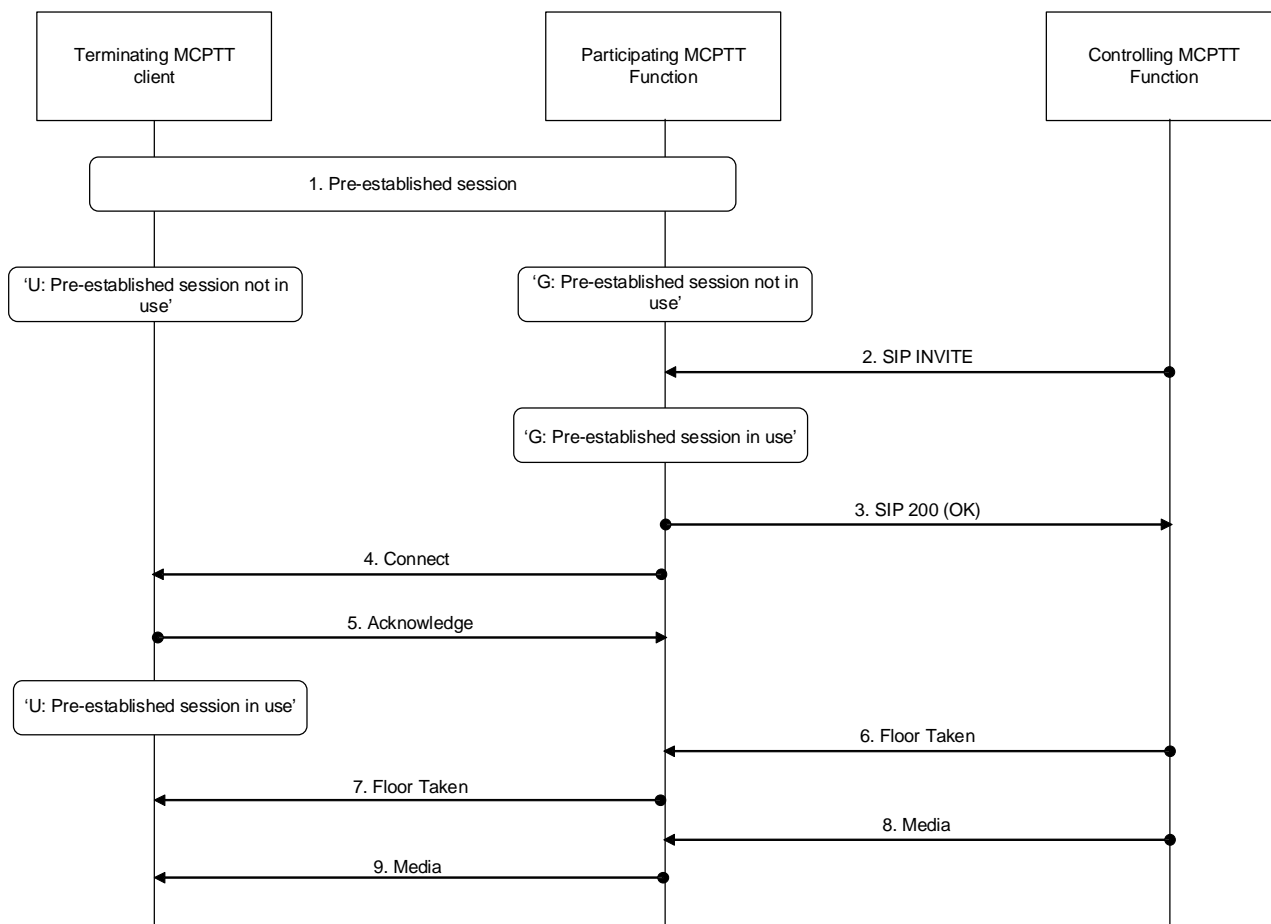 Terminating MCPTT
client
Participating MCPTT
Function
Controlling MCPTT
Function
1. Pre-established session
‘U: Pre-established session not in
use’
‘G: Pre-established session not in
use’
2. SIP INVITE
‘G: Pre-established session in use’
3. SIP 200 (OK)
4. Connect
5. Acknowledge
‘U: Pre-established session in use’
6. Floor Taken
7. Floor Taken
8. Media
9. Media